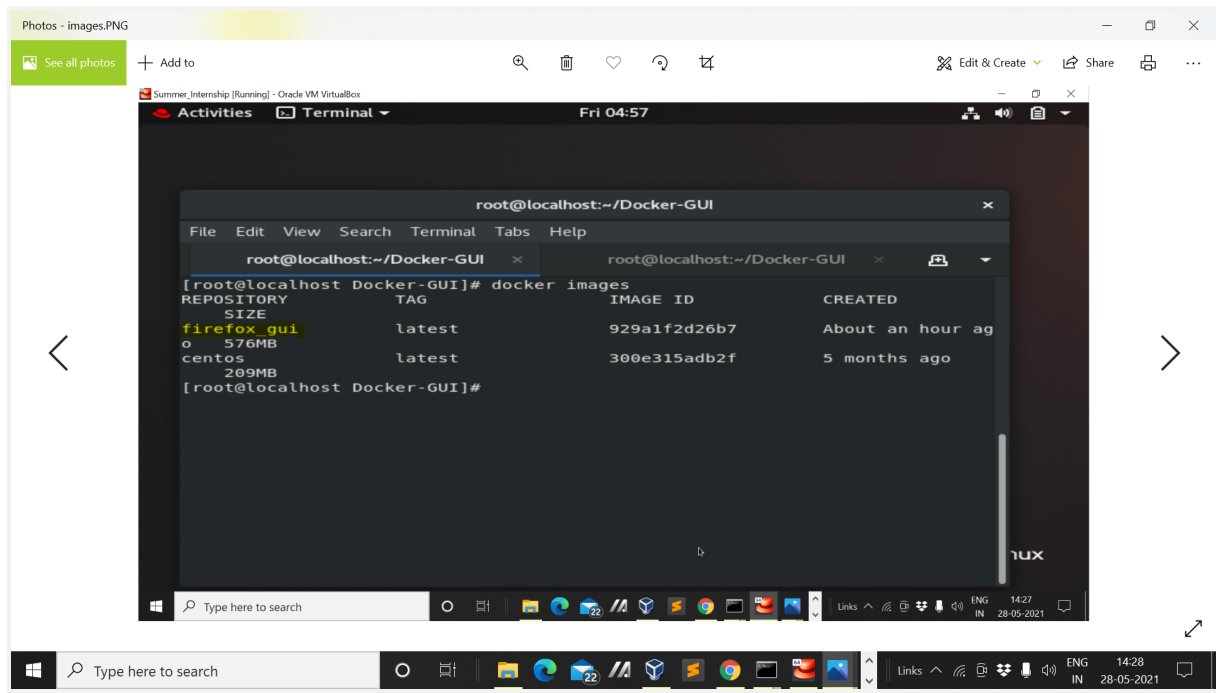 Photos - images.PNG
See all photos
Add to
Edit & Create
Share
Summer_Internship [Running] - Oracle VM VirtualBox
Activities Terminal Fri 04:57
root@localhost:~/Docker-GUI
File Edit View Search Terminal Tabs Help
root@localhost:~/Docker-GUI root@localhost:~/Docker-GUI
[root@localhost Docker-GUI]# docker images
REPOSITORY TAG IMAGE ID CREATED
SIZE
firefox_gui latest 929a1f2d26b7 About an hour ag
o 576MB
centos latest 300e315adb2f 5 months ago
209MB
[root@localhost Docker-GUI]#
nux
Type here to search 22 Links ENG 14:27
IN 28-05-2021
Type here to search 22 Links ENG 14:28
IN 28-05-2021